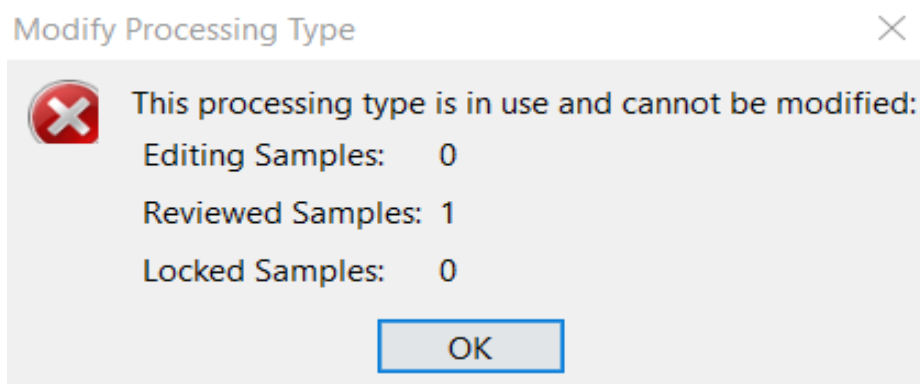 Modify Processing Type
This processing type is in use and cannot be modified:
Editing Samples: 0
Reviewed Samples: 1
Locked Samples: 0
OK